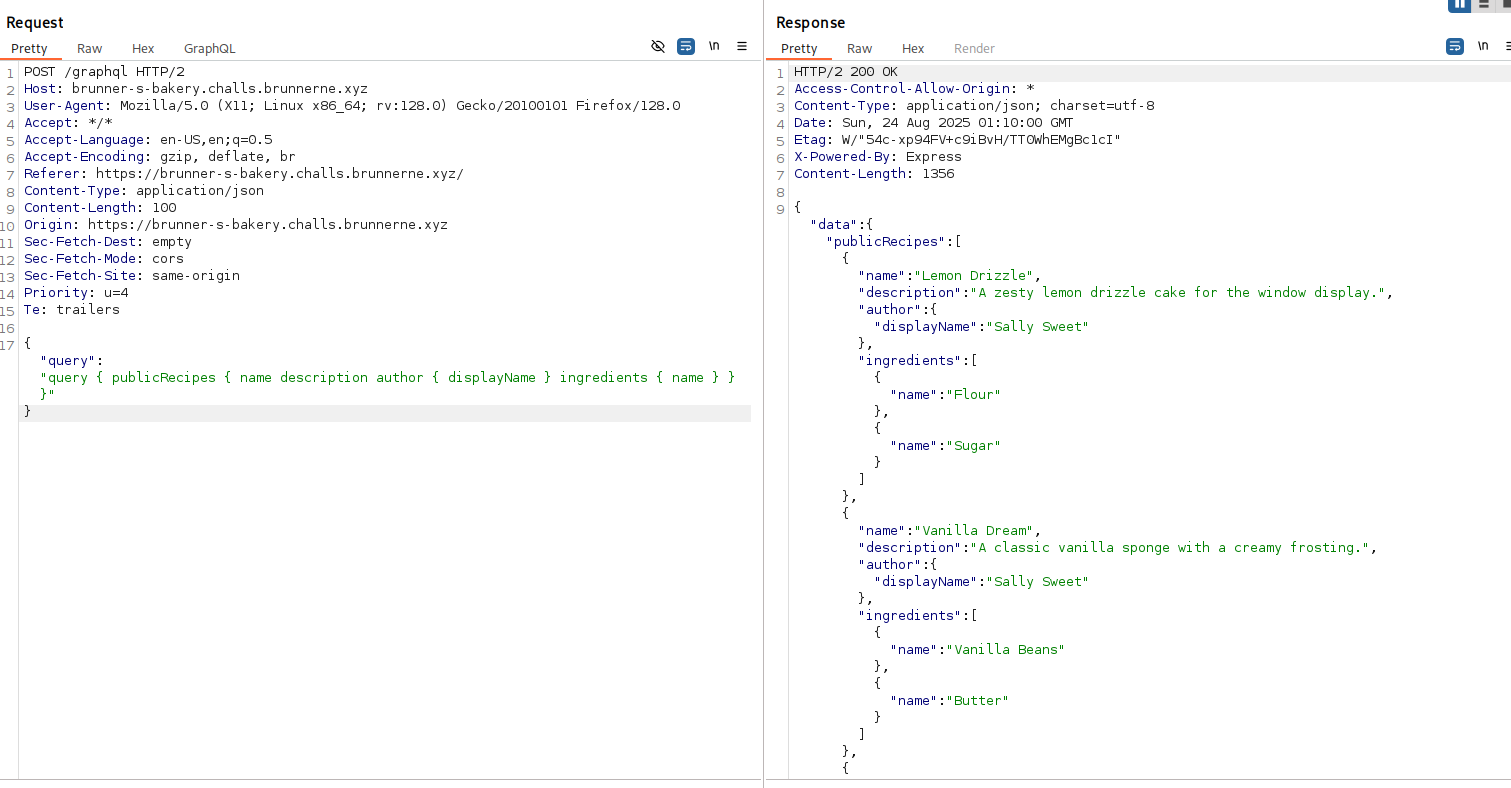 Request
Pretty Raw Hex GraphQL \n
1 POST /graphql HTTP/2
2 Host: brunner-s-bakery.challs.brunnerne.xyz
3 User-Agent: Mozilla/5.0 (X11; Linux x86_64; rv:128.0) Gecko/20100101 Firefox/128.0
4 Accept: */*
5 Accept-Language: en-US,en;q=0.5
6 Accept-Encoding: gzip, deflate, br
7 Referer: https://brunner-s-bakery.challs.brunnerne.xyz/
8 Content-Type: application/json
9 Content-Length: 100
10 Origin: https://brunner-s-bakery.challs.brunnerne.xyz
11 Sec-Fetch-Dest: empty
12 Sec-Fetch-Mode: cors
13 Sec-Fetch-Site: same-origin
14 Priority: u=4
15 Te: trailers
16
17 {
"query":
"query { publicRecipes { name description author { displayName } ingredients { name } }
}"
}
Response
Pretty Raw Hex Render \n
1 HTTP/2 200 OK
2 Access-Control-Allow-Origin: *
3 Content-Type: application/json; charset=utf-8
4 Date: Sun, 24 Aug 2025 01:10:00 GMT
5 Etag: W/"54c-xp94FV+c9iBvH/TTOWhEMgBc1cI"
6 X-Powered-By: Express
7 Content-Length: 1356
8
9 {
"data":{
"publicRecipes":[
{
"name":"Lemon Drizzle",
"description":"A zesty lemon drizzle cake for the window display.",
"author":{
"displayName":"Sally Sweet"
},
"ingredients":[
{
"name":"Flour"
},
{
"name":"Sugar"
}
]
},
{
"name":"Vanilla Dream",
"description":"A classic vanilla sponge with a creamy frosting.",
"author":{
"displayName":"Sally Sweet"
},
"ingredients":[
{
"name":"Vanilla Beans"
},
{
"name":"Butter"
}
]
},
{